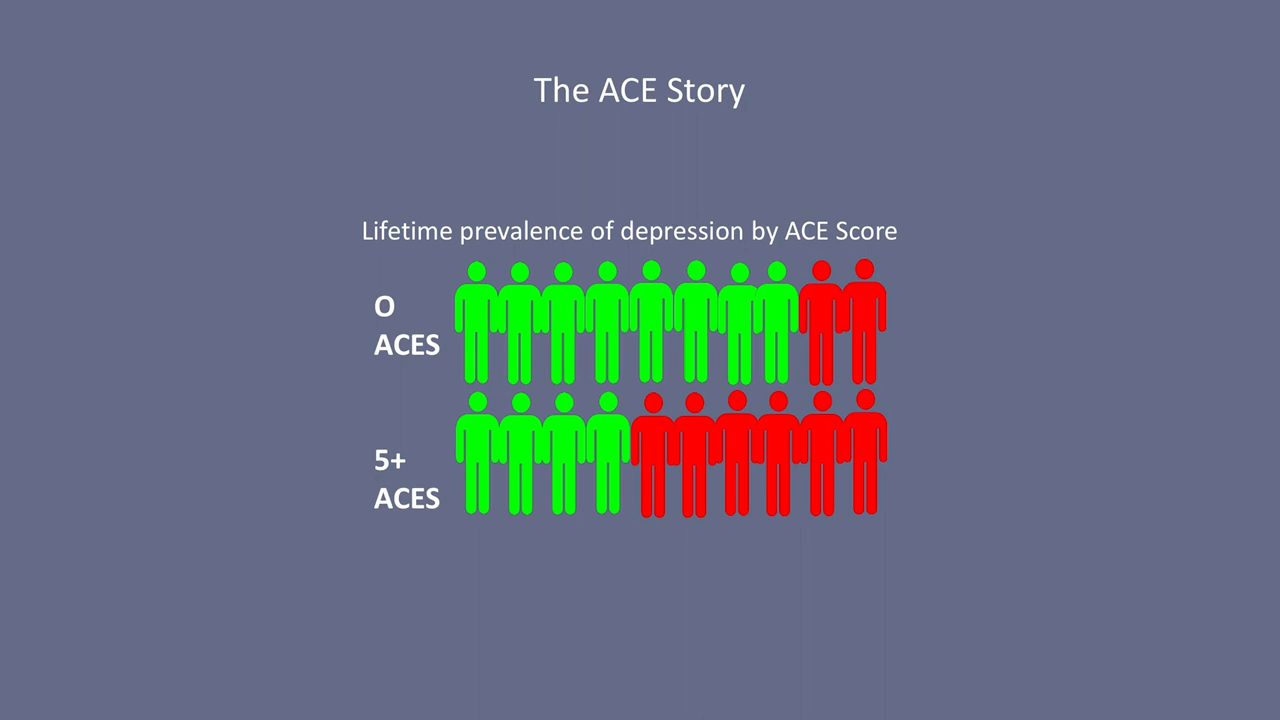 The ACE Story
Lifetime prevalence of depression by ACE Score
O
ACES
5+
ACES